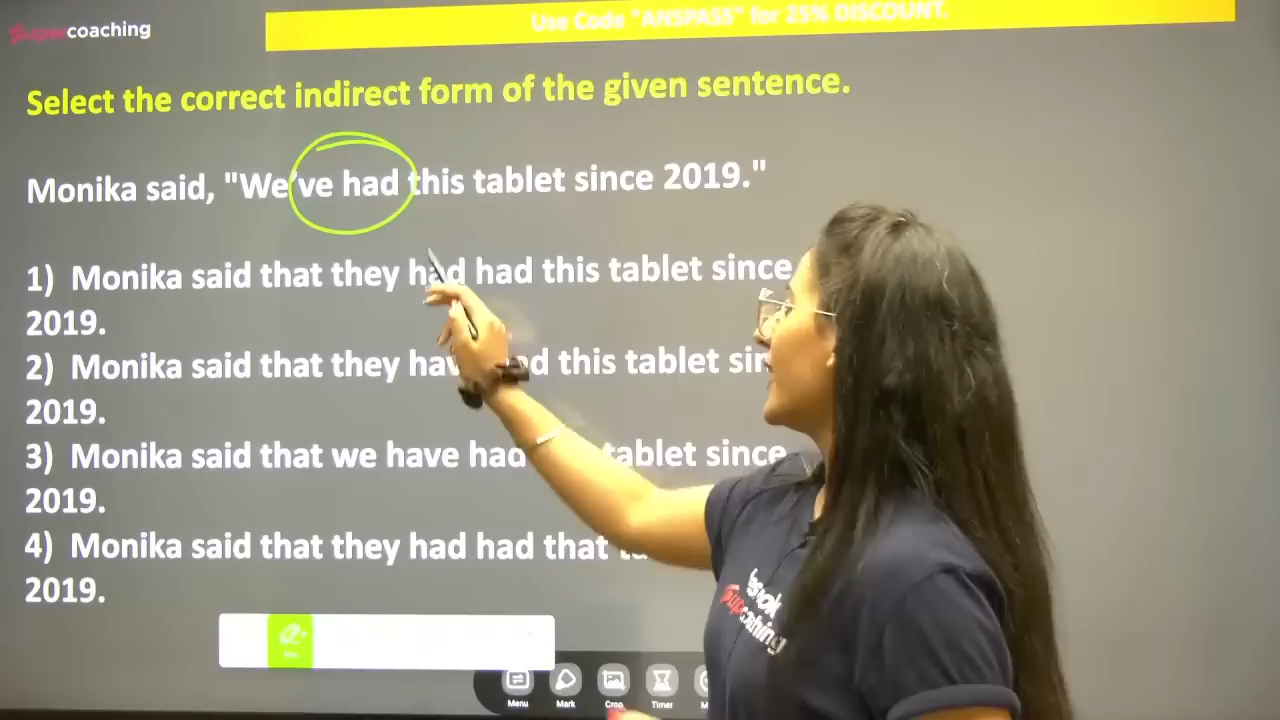 Supercoaching
Use Code "ANSPASS" for 25% DISCOUNT.
Select the correct indirect form of the given sentence.
Monika said, "We've had this tablet since 2019."
1) Monika said that they had had this tablet since
2019.
2) Monika said that they this tablet
2019.
3) Monika said that we have had tablet since
2019.
4) Monika said that they had had that
2019.
Menu Mark Crop Timer
Supercoaching